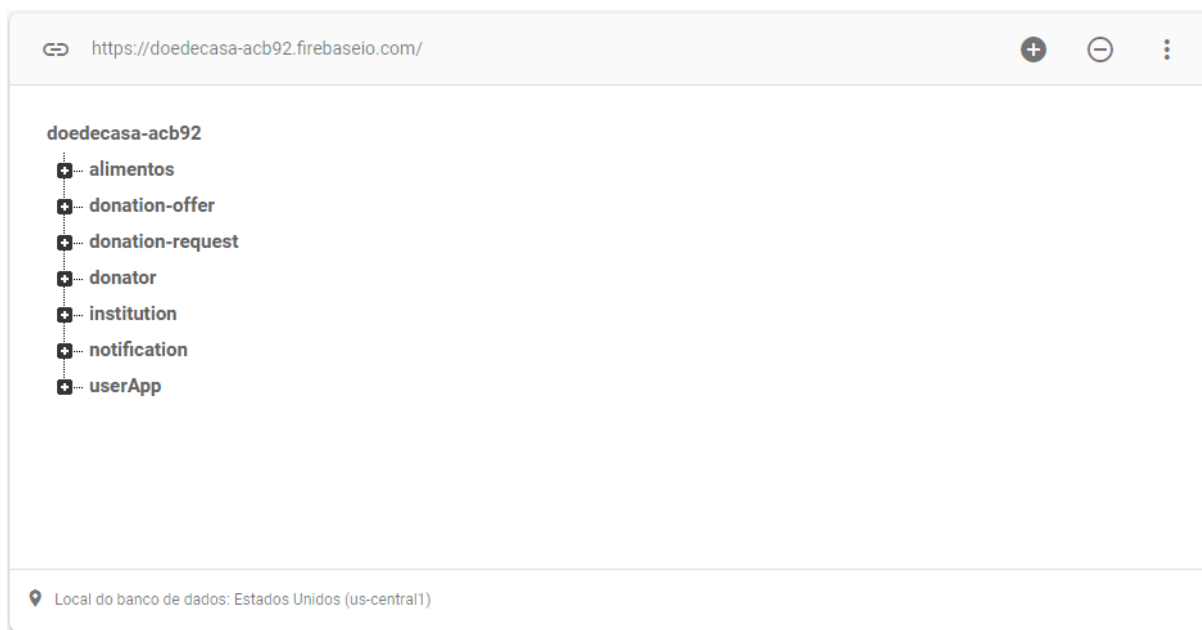 https://doedecasa-acb92.firebaseio.com/
doedecasa-acb92
alimentos
donation-offer
donation-request
donator
institution
notification
userApp
Local do banco de dados: Estados Unidos (us-central1)